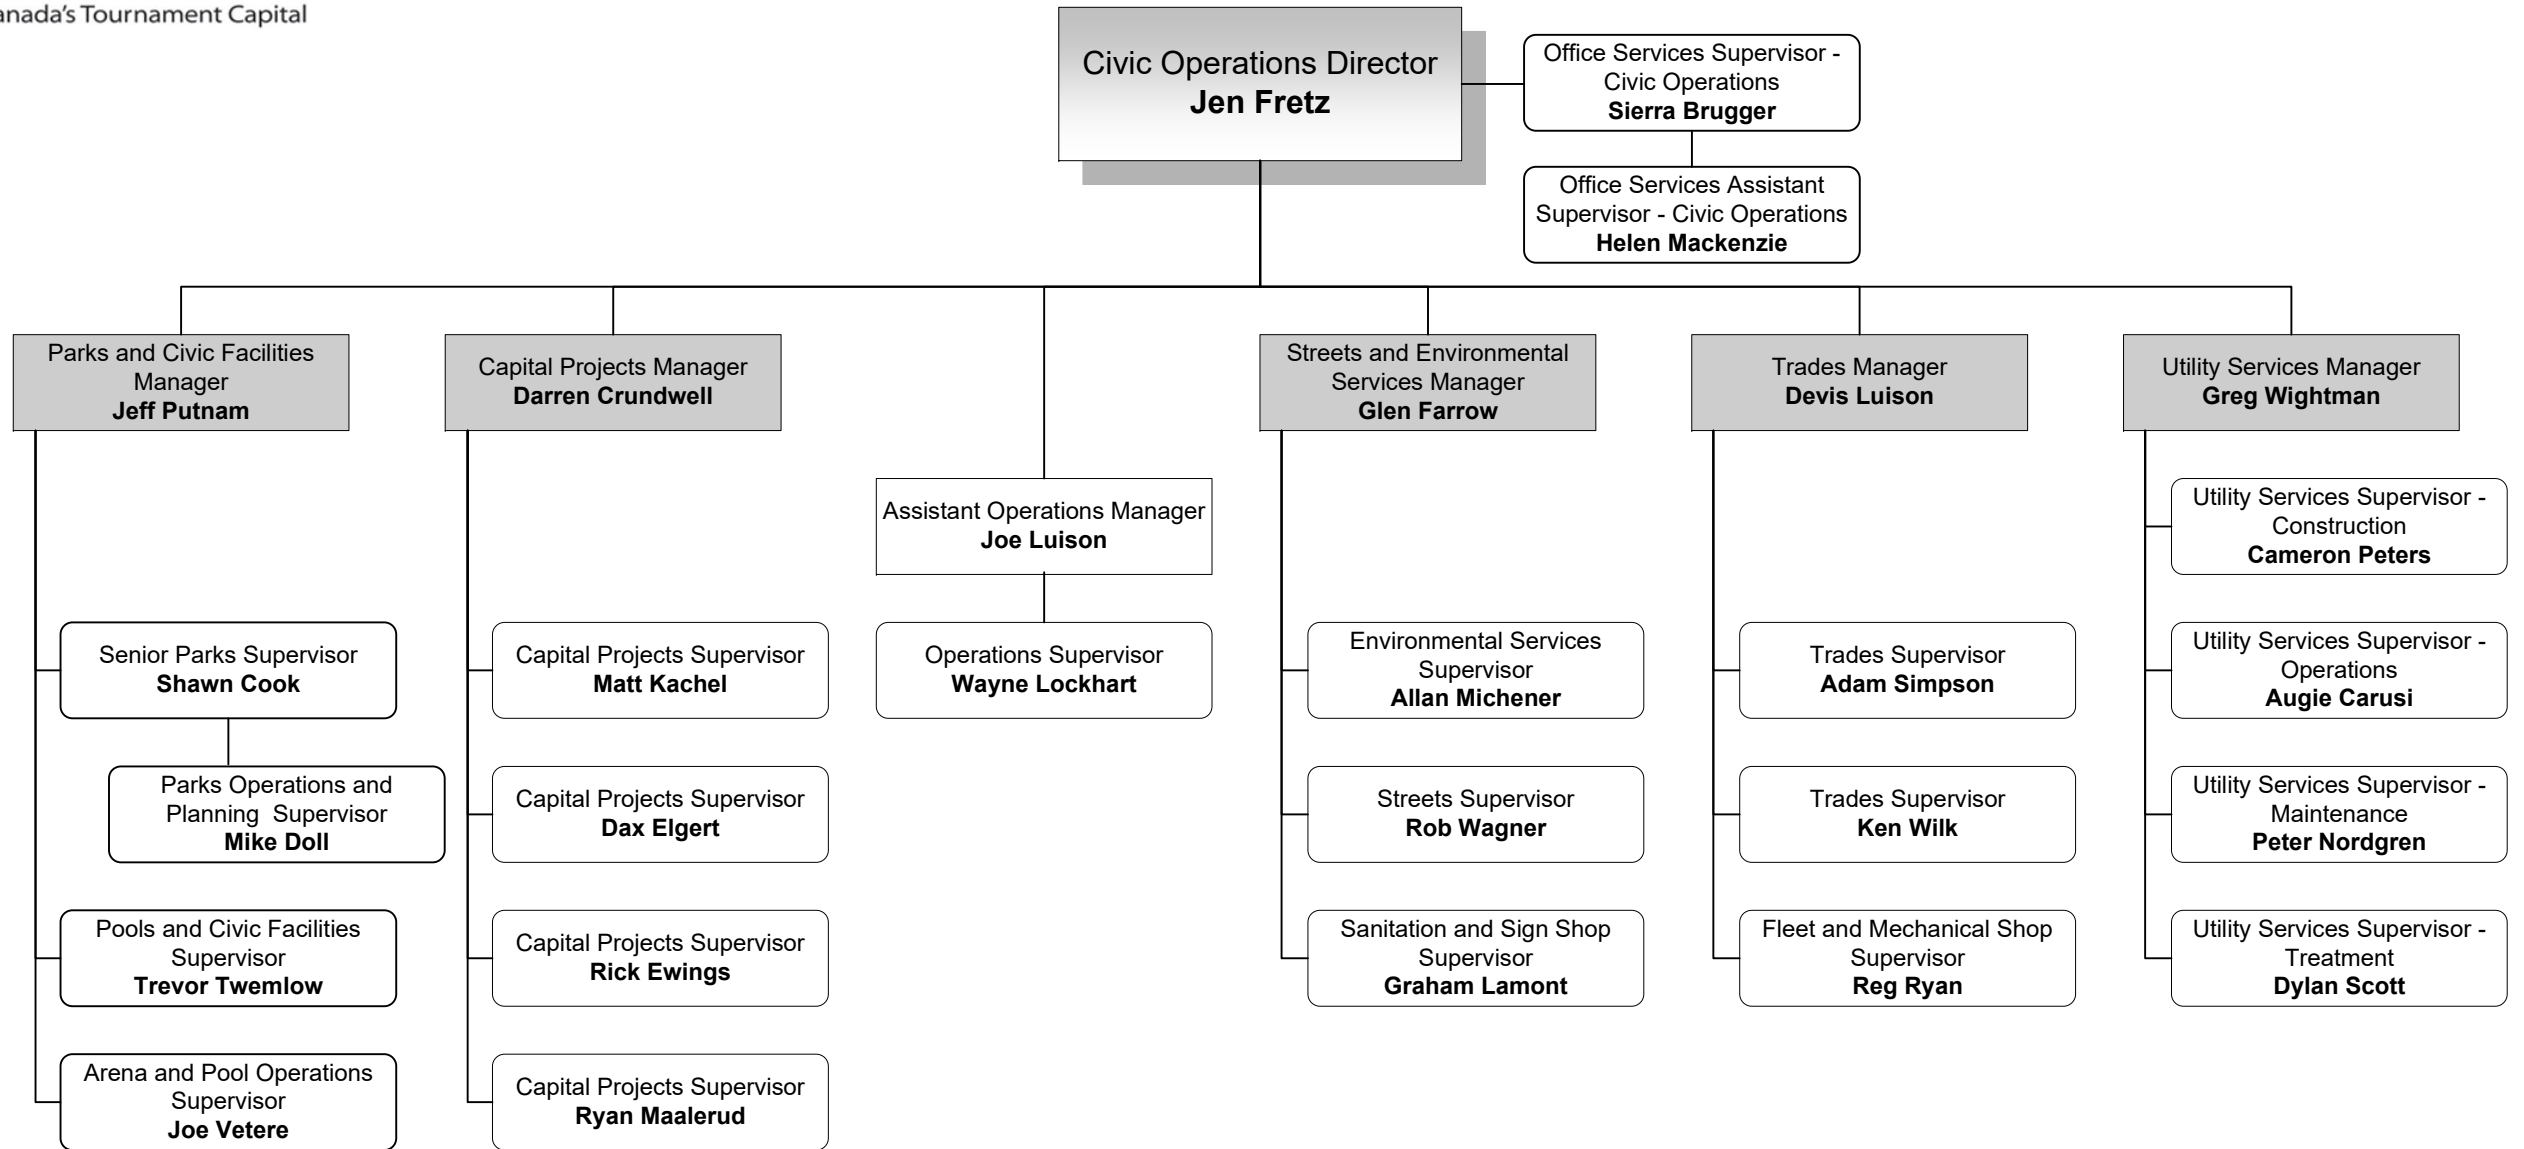 Tournament Capital
Civic Operations Director
Jen Fretz
Office Services Supervisor -
Civic Operations
Sierra Brugger
Office Services Assistant
Supervisor - Civic Operations
Helen Mackenzie
Parks and Civic Facilities
Manager
Jeff Putnam
Capital Projects Manager
Darren Crundwell
Assistant Operations Manager
Joe Luison
Streets and Environmental
Services Manager
Glen Farrow
Trades Manager
Devis Luison
Utility Services Manager
Greg Wightman
Senior Parks Supervisor
Shawn Cook
Parks Operations and
Planning  Supervisor
Mike Doll
Pools and Civic Facilities
Supervisor
Trevor Twemlow
Arena and Pool Operations
Supervisor
Joe Vetere
Capital Projects Supervisor
Matt Kachel
Capital Projects Supervisor
Dax Elgert
Capital Projects Supervisor
Rick Ewings
Capital Projects Supervisor
Ryan Maalerud
Operations Supervisor
Wayne Lockhart
Environmental Services
Supervisor
Allan Michener
Streets Supervisor
Rob Wagner
Sanitation and Sign Shop
Supervisor
Graham Lamont
Trades Supervisor
Adam Simpson
Trades Supervisor
Ken Wilk
Fleet and Mechanical Shop
Supervisor
Reg Ryan
Utility Services Supervisor -
Construction
Cameron Peters
Utility Services Supervisor -
Operations
Augie Carusi
Utility Services Supervisor -
Maintenance
Peter Nordgren
Utility Services Supervisor -
Treatment
Dylan Scott